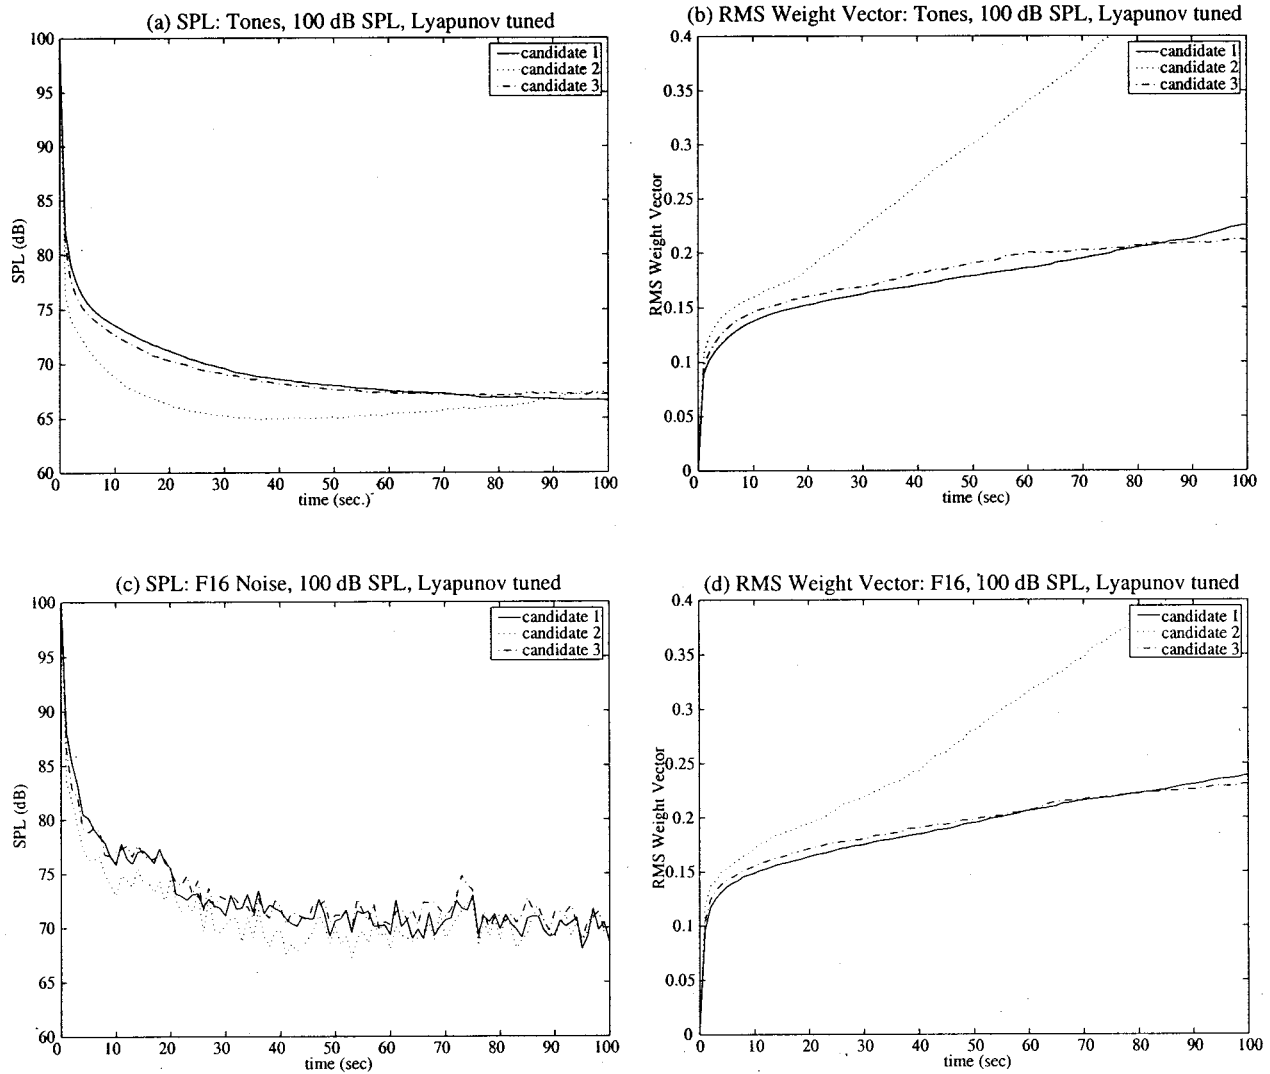 (a) SPL: Tones, 100 dB SPL, Lyapunov tuned
100
95
90
85
80
75
70
65
60
SPL (dB)
candidate 1
candidate 2
candidate 3
0 10 20 30 40 50 60 70 80 90 100
time (sec.)
(b) RMS Weight Vector: Tones, 100 dB SPL, Lyapunov tuned
0.4
0.35
0.3
0.25
0.2
0.15
0.1
0.05
0
RMS Weight Vector
candidate 1
candidate 2
candidate 3
0 10 20 30 40 50 60 70 80 90 100
time (sec)
(c) SPL: F16 Noise, 100 dB SPL, Lyapunov tuned
100
95
90
85
80
75
70
65
60
SPL (dB)
candidate 1
candidate 2
candidate 3
0 10 20 30 40 50 60 70 80 90 100
time (sec)
(d) RMS Weight Vector: F16, 100 dB SPL, Lyapunov tuned
0.4
0.35
0.3
0.25
0.2
0.15
0.1
0.05
0
RMS Weight Vector
candidate 1
candidate 2
candidate 3
0 10 20 30 40 50 60 70 80 90 100
time (sec)